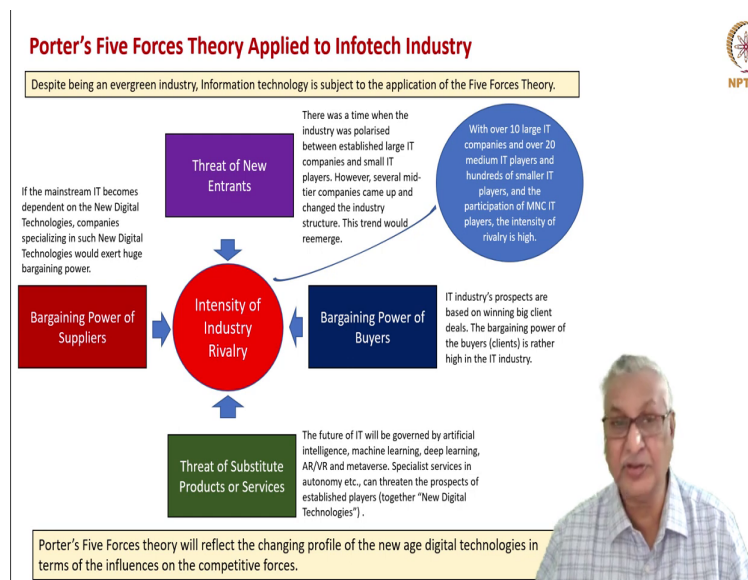 Porter's Five Forces Theory Applied to Infotech Industry
NPT
Despite being an evergreen industry, Information technology is subject to the application of the Five Forces Theory.
Threat of New
Entrants
There was a time when the
industry was polarised
between established large IT
companies and small IT
players. However, several mid-
tier companies came up and
changed the industry
structure. This trend would
reemerge.
With over 10 large IT
companies and over 20
medium IT players and
hundreds of smaller IT
players, and the
participation of MNC IT
players, the intensity of
rivalry is high.
If the mainstream IT becomes
dependent on the New Digital
Technologies, companies
specializing in such New Digital
Technologies would exert huge
bargaining power.
Bargaining Power of
Suppliers
Intensity of
Industry
Rivalry
Bargaining Power of
Buyers
IT industry's prospects are
based on winning big client
deals. The bargaining power of
the buyers (clients) is rather
high in the IT industry.
Threat of Substitute
Products or Services
The future of IT will be governed by artificial
intelligence, machine learning, deep learning,
AR/VR and metaverse. Specialist services in
autonomy etc., can threaten the prospects of
established players (together "New Digital
Technologies") .
Porter's Five Forces theory will reflect the changing profile of the new age digital technologies in
terms of the influences on the competitive forces.